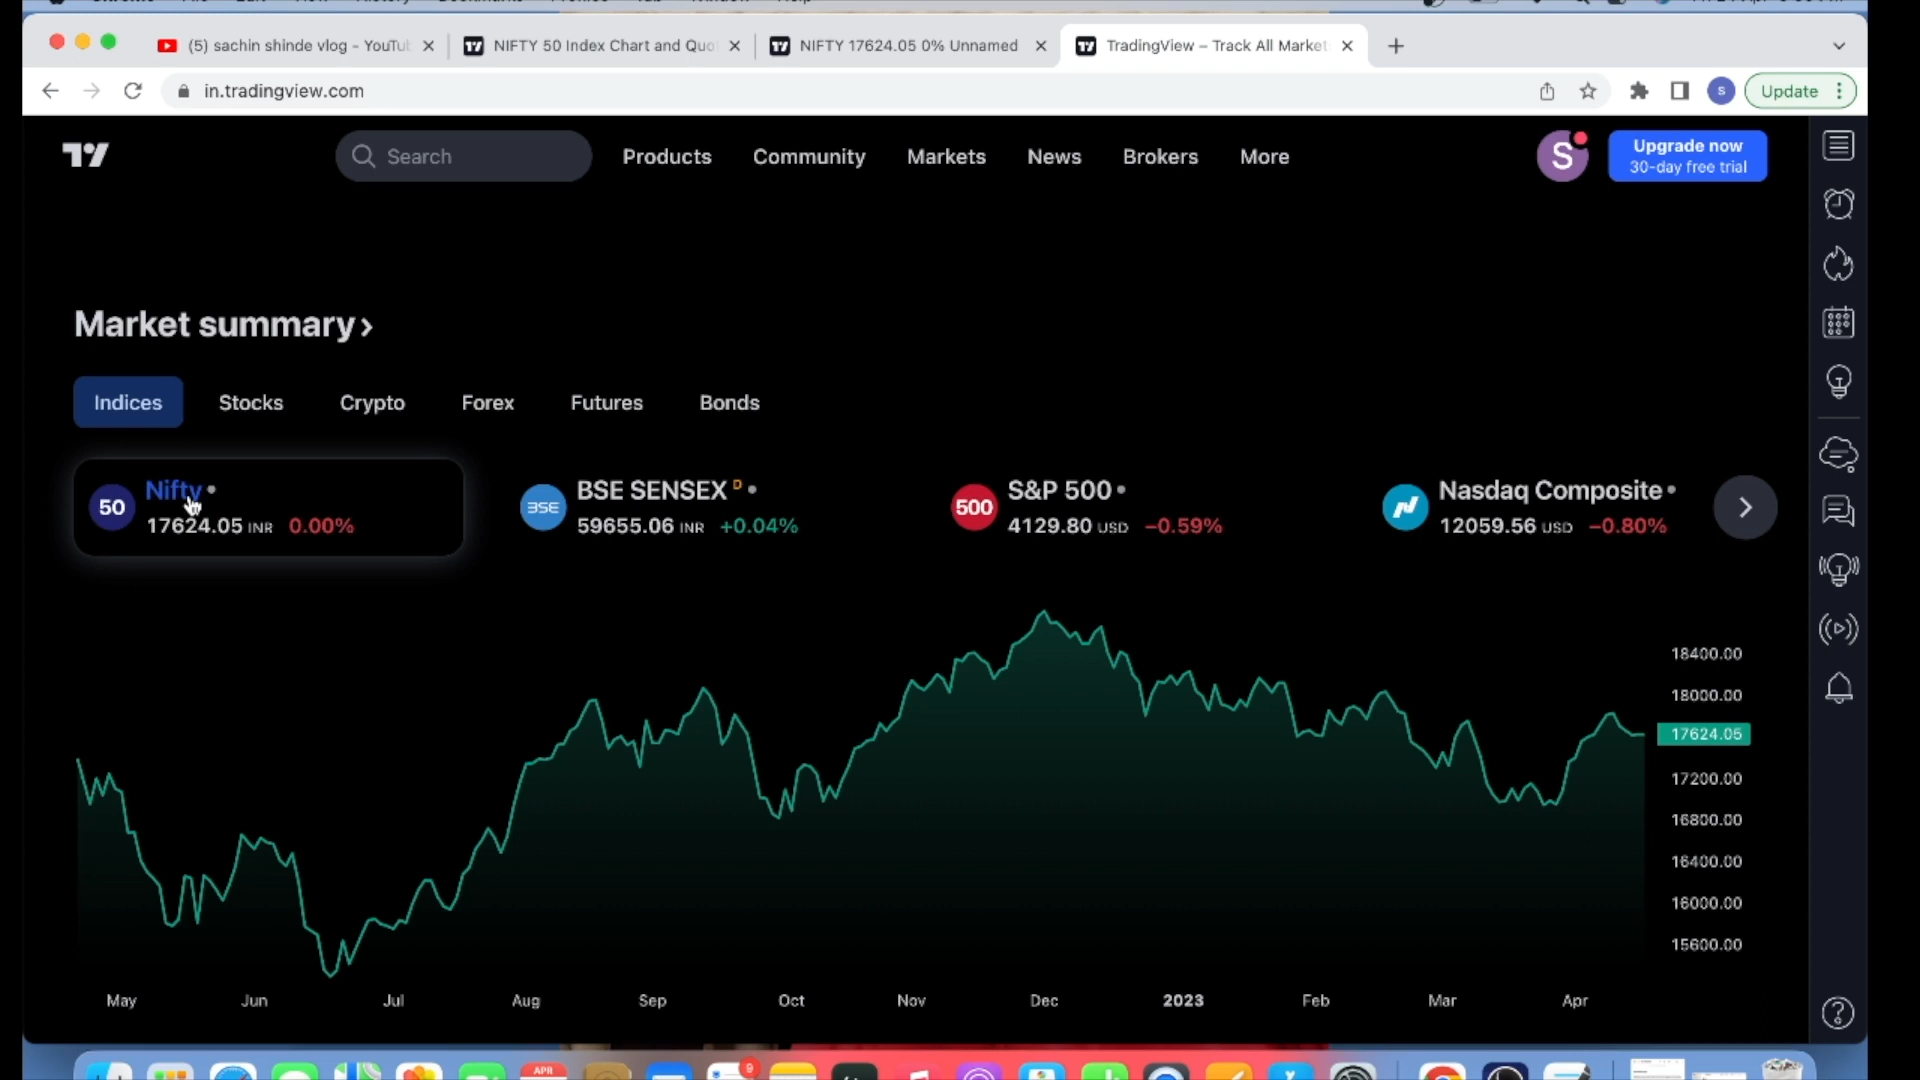 (5) sachin shinde vlog - YouTu
NIFTY 50 Index Chart and Quo
NIFTY 17624.05 0% Unnamed
TradingView – Track All Market
in.tradingview.com
S
Update
Search
Products
Community
Markets
News
Brokers
More
S
Upgrade now
30-day free trial
Market summary
Indices
Stocks
Crypto
Forex
Futures
Bonds
50
Nifty
17624.05 INR 0.00%
BSE
BSE SENSEX D
59655.06 INR +0.04%
500
S&P 500
4129.80 USD −0.59%
Nasdaq Composite
12059.56 USD −0.80%
18400.00
18000.00
17624.05
17200.00
16800.00
16400.00
16000.00
15600.00
May
Jun
Jul
Aug
Sep
Oct
Nov
Dec
2023
Feb
Mar
Apr
APR
9